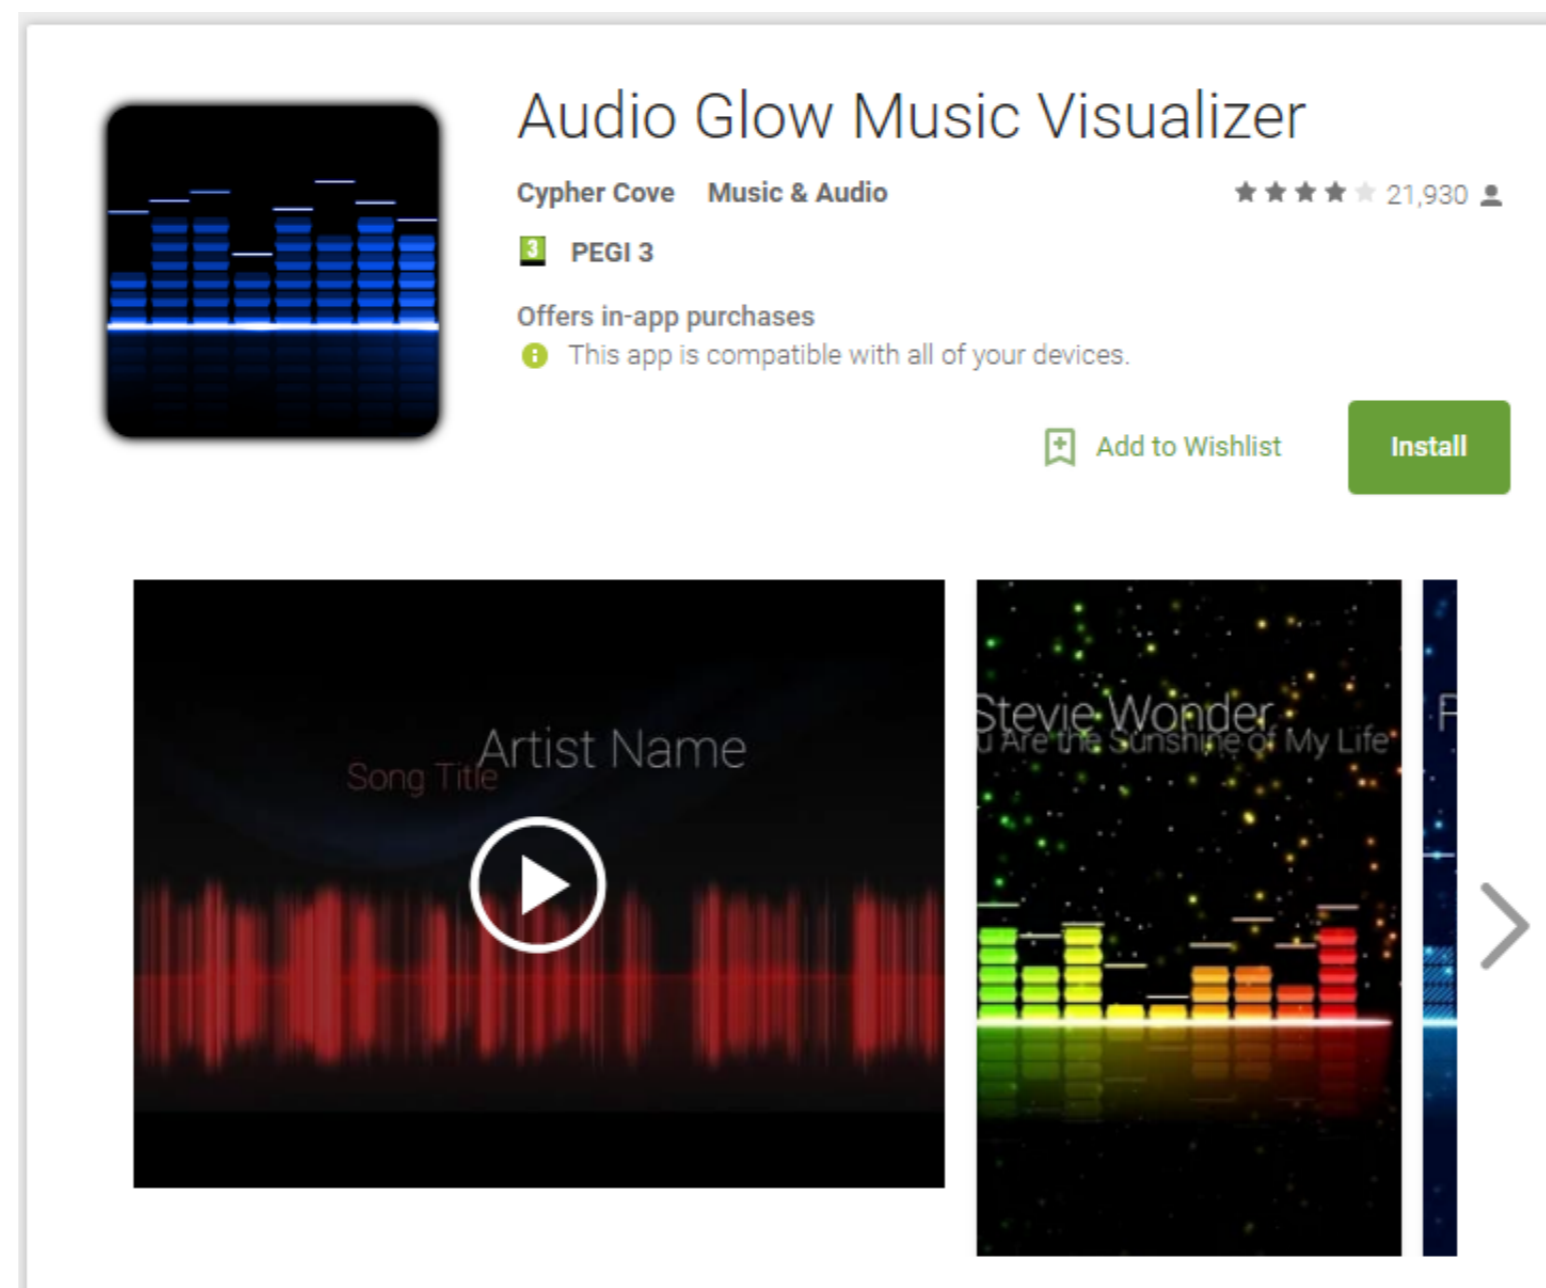 Audio Glow Music Visualizer
Cypher Cove Music & Audio 21,930
3 PEGI 3
Offers in-app purchases
This app is compatible with all of your devices.
Add to Wishlist Install
Artist Name
Song Title
Stevie Wonder
u Are the Sunshine of My Life